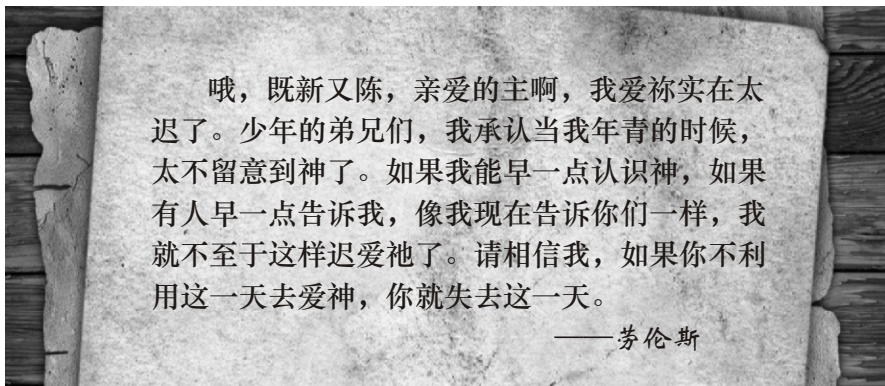 哦，既新又陈，亲爱的主啊，我爱祢实在太
迟了。少年的弟兄们，我承认当我年青的时候，
太不留意到神了。如果我能早一点认识神，如果
有人早一点告诉我，像我现在告诉你们一样，我
就不至于这样迟爱祂了。请相信我，如果你不利
用这一天去爱神，你就失去这一天。
——劳伦斯